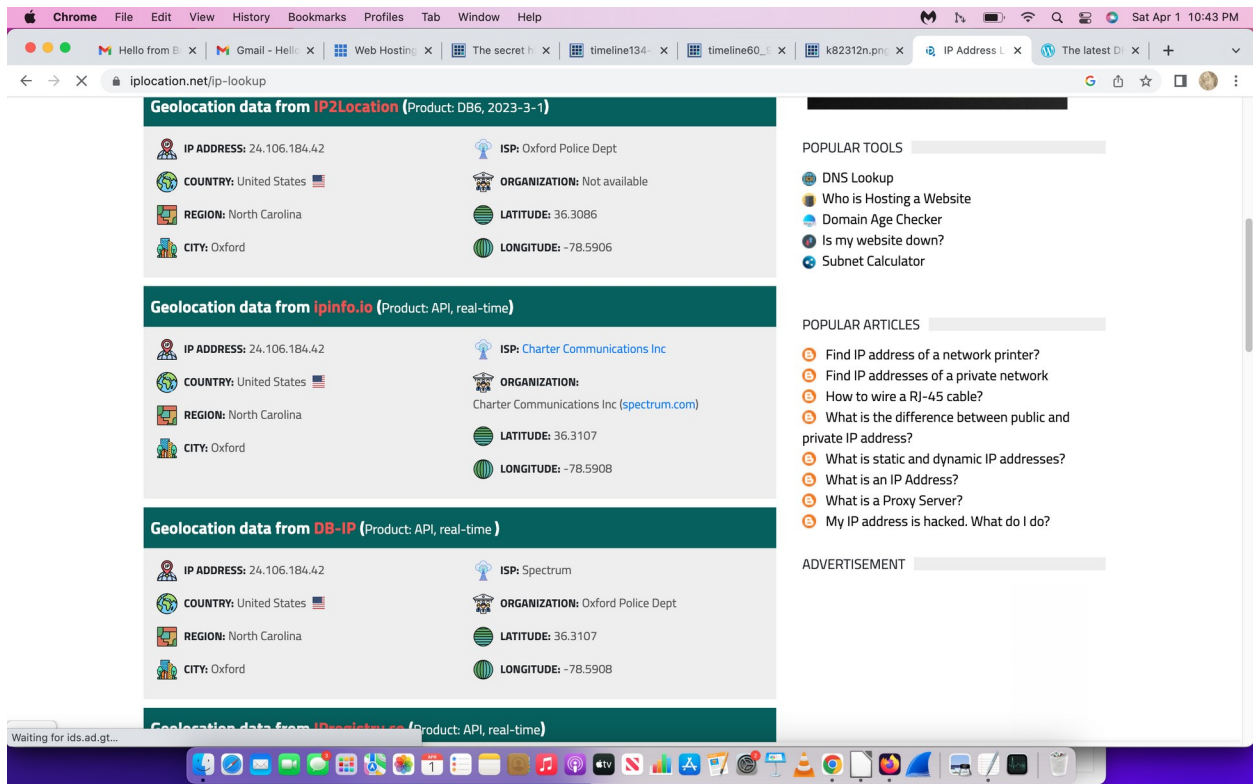 Chrome File Edit View History Bookmarks Profiles Tab Window Help Sat Apr 1 10:43 PM
Hello from B
Gmail - Hello
Web Hosting
The secret h
timeline134-
timeline60_
k82312n.png
IP Address L
The latest D
iplocation.net/ip-lookup
Geolocation data from IP2Location (Product: DB6, 2023-3-1)
IP ADDRESS: 24.106.184.42
ISP: Oxford Police Dept
COUNTRY: United States
ORGANIZATION: Not available
REGION: North Carolina
LATITUDE: 36.3086
CITY: Oxford
LONGITUDE: -78.5906
Geolocation data from ipinfo.io (Product: API, real-time)
IP ADDRESS: 24.106.184.42
ISP: Charter Communications Inc
COUNTRY: United States
ORGANIZATION:
Charter Communications Inc (spectrum.com)
REGION: North Carolina
LATITUDE: 36.3107
CITY: Oxford
LONGITUDE: -78.5908
Geolocation data from DB-IP (Product: API, real-time )
IP ADDRESS: 24.106.184.42
ISP: Spectrum
COUNTRY: United States
ORGANIZATION: Oxford Police Dept
REGION: North Carolina
LATITUDE: 36.3107
CITY: Oxford
LONGITUDE: -78.5908
Geolocation data from IPregistry.co (Product: API, real-time)
POPULAR TOOLS
DNS Lookup
Who is Hosting a Website
Domain Age Checker
Is my website down?
Subnet Calculator
POPULAR ARTICLES
Find IP address of a network printer?
Find IP addresses of a private network
How to wire a RJ-45 cable?
What is the difference between public and
private IP address?
What is static and dynamic IP addresses?
What is an IP Address?
What is a Proxy Server?
My IP address is hacked. What do I do?
ADVERTISEMENT
Waiting for ids.ad.gt...
APR
1
tv